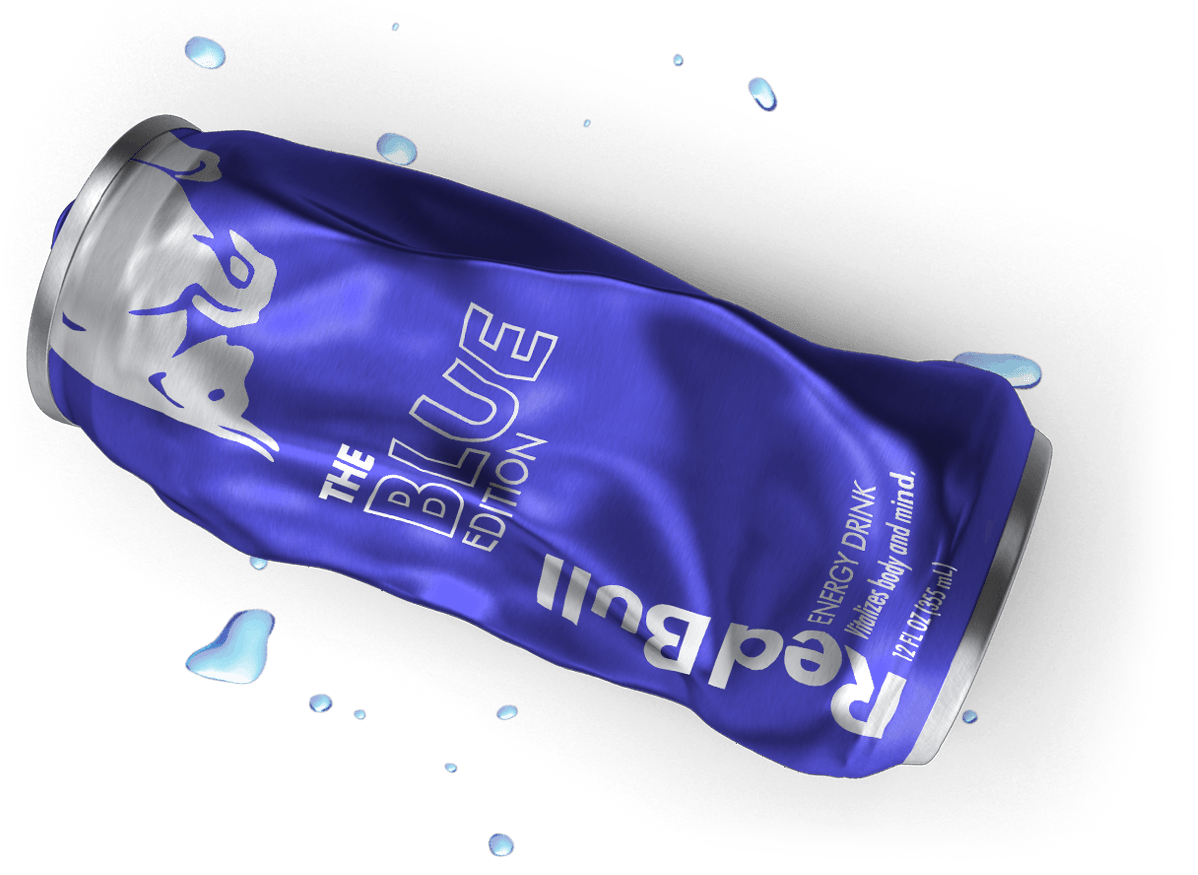 THE
BLUE
EDITION
Red Bull
ENERGY DRINK
Vitalizes body and mind.
12 FL OZ (355 mL)